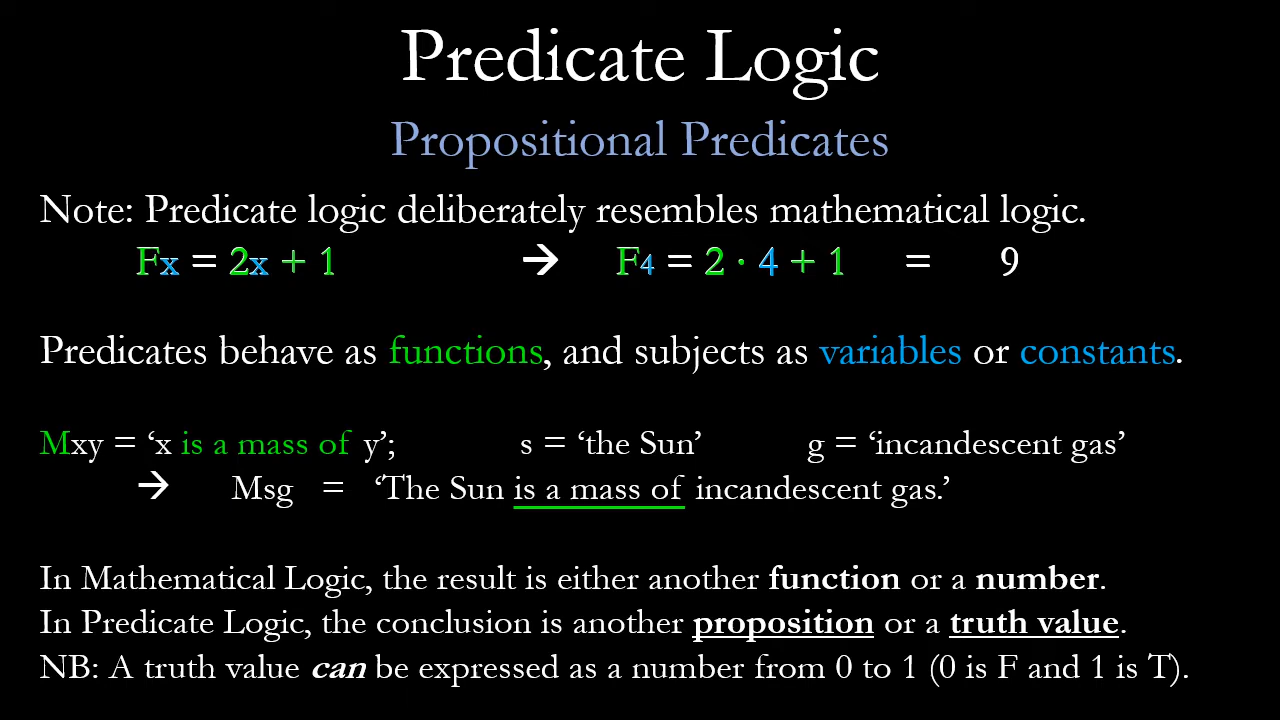 Predicate Logic
Propositional Predicates
Note: Predicate logic deliberately resembles mathematical logic.
Fx = 2x + 1 → F4 = 2 · 4 + 1 = 9
Predicates behave as functions, and subjects as variables or constants.
Mxy = ‘x is a mass of y’; s = ‘the Sun’ g = ‘incandescent gas’
→ Msg = ‘The Sun is a mass of incandescent gas.’
In Mathematical Logic, the result is either another function or a number.
In Predicate Logic, the conclusion is another proposition or a truth value.
NB: A truth value can be expressed as a number from 0 to 1 (0 is F and 1 is T).